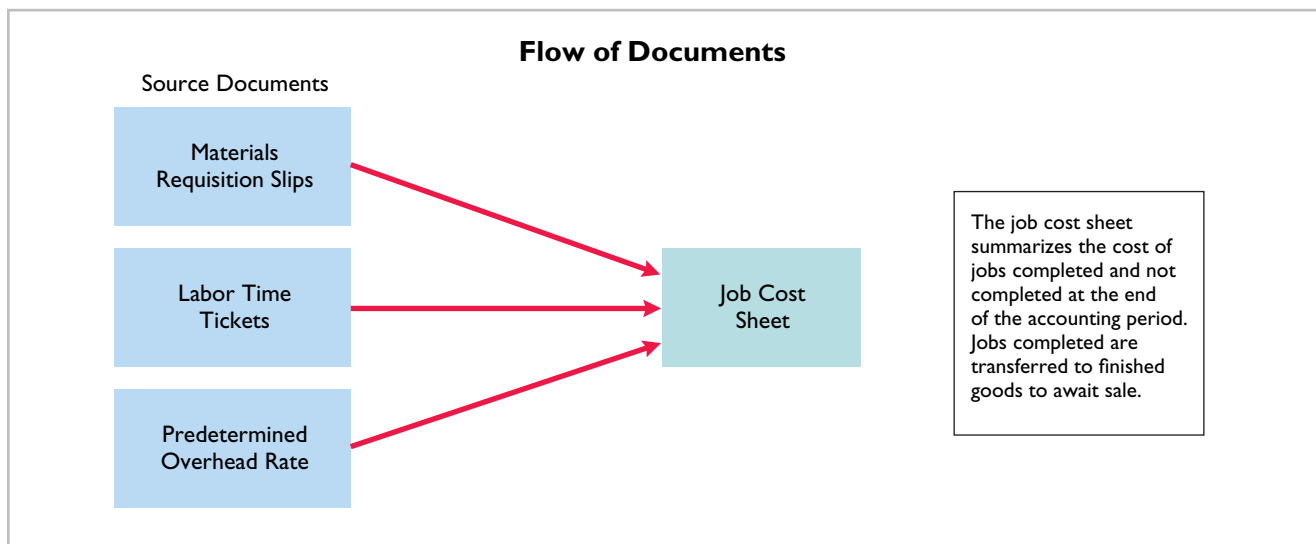 Flow of Documents
Source Documents
Materials
Requisition Slips
Labor Time
Tickets
Predetermined
Overhead Rate
Job Cost
Sheet
The job cost sheet
summarizes the cost of
jobs completed and not
completed at the end
of the accounting period.
Jobs completed are
transferred to finished
goods to await sale.